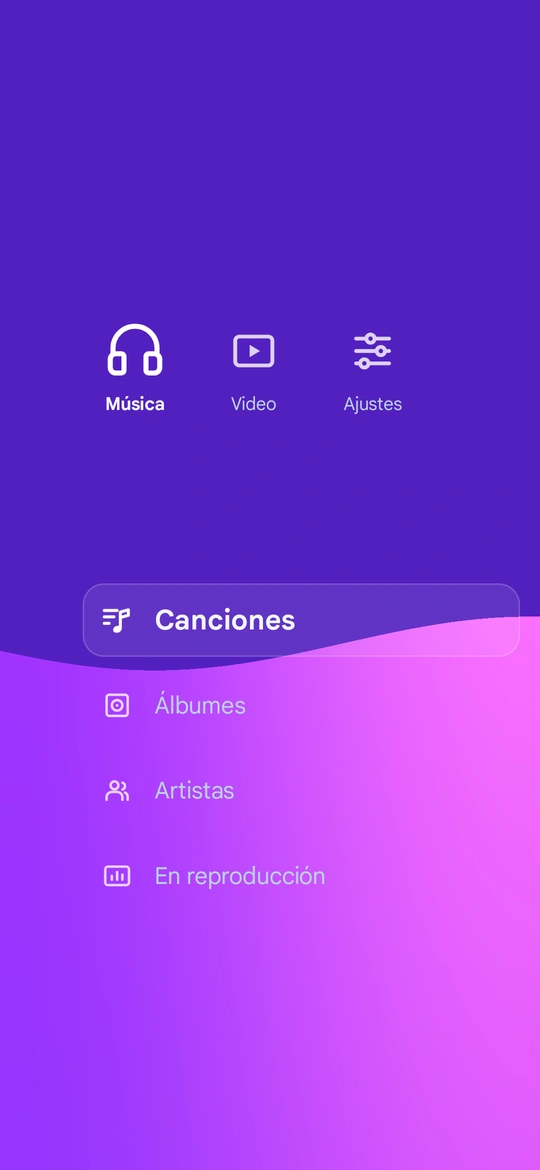 Música
Video
Ajustes
Canciones
Álbumes
Artistas
En reproducción